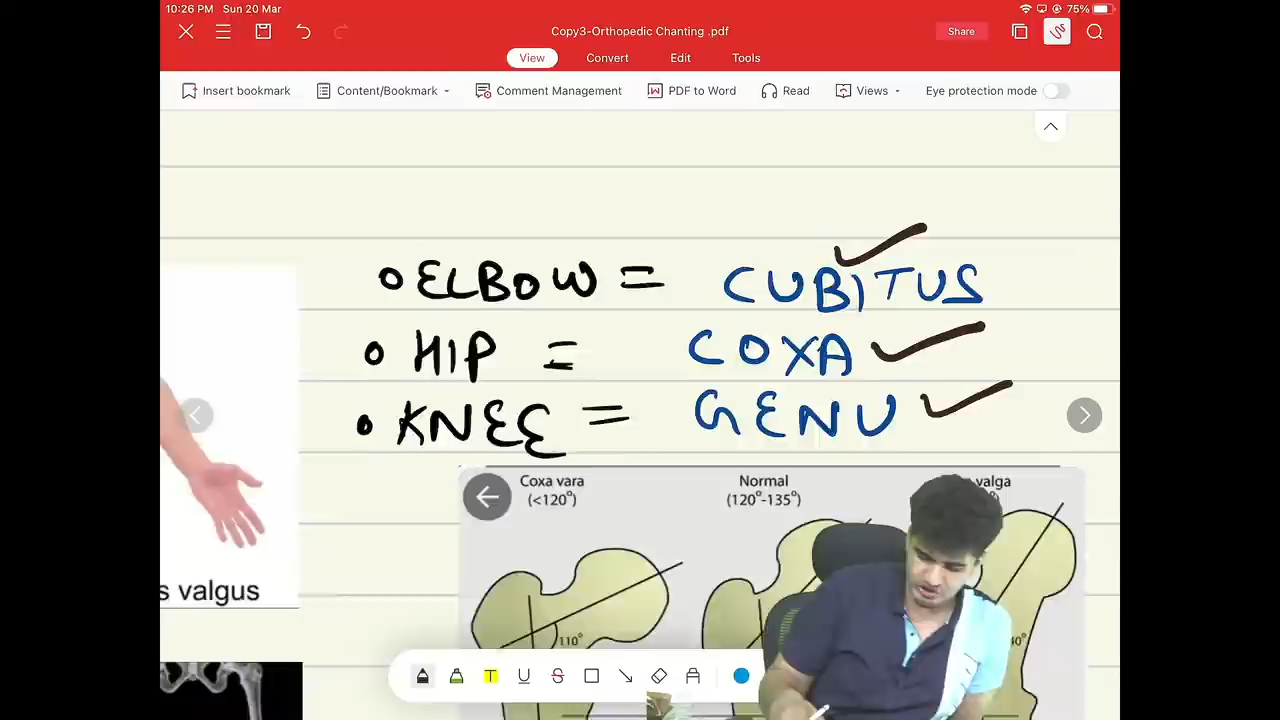 10:26 PM Sun 20 Mar 75%
Copy3-Orthopedic Chanting .pdf
Share
View Convert Edit Tools
Insert bookmark Content/Bookmark Comment Management PDF to Word Read Views Eye protection mode
ELBOW = CUBITUS
HIP = COXA
KNEE = GENU
Coxa vara Normal valga
(<120°) (120°-135°)
s valgus
110°
T U S